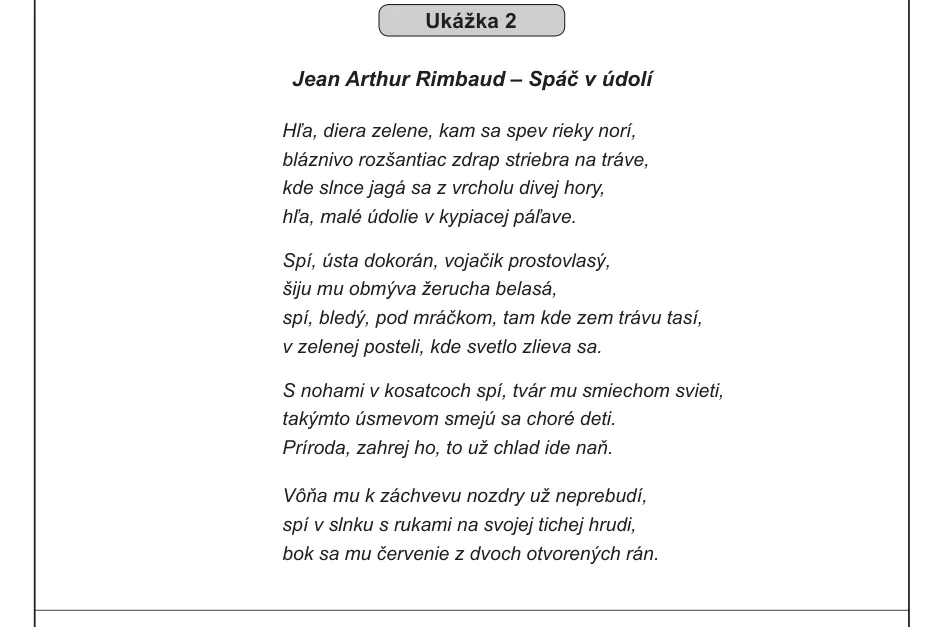 Ukážka 2
Jean Arthur Rimbaud – Spáč v údolí
Hľa, diera zelene, kam sa spev rieky norí,
bláznivo rozšantiac zdrap striebra na tráve,
kde slnce jagá sa z vrcholu divej hory,
hľa, malé údolie v kypiacej páľave.
Spí, ústa dokorán, vojačik prostovlasý,
šiju mu obmýva žerucha belasá,
spí, bledý, pod mráčkom, tam kde zem trávu tasí,
v zelenej posteli, kde svetlo zlieva sa.
S nohami v kosatcoch spí, tvár mu smiechom svieti,
takýmto úsmevom smejú sa choré deti.
Príroda, zahrej ho, to už chlad ide naň.
Vôňa mu k záchvevu nozdry už neprebudí,
spí v slnku s rukami na svojej tichej hrudi,
bok sa mu červenie z dvoch otvorených rán.